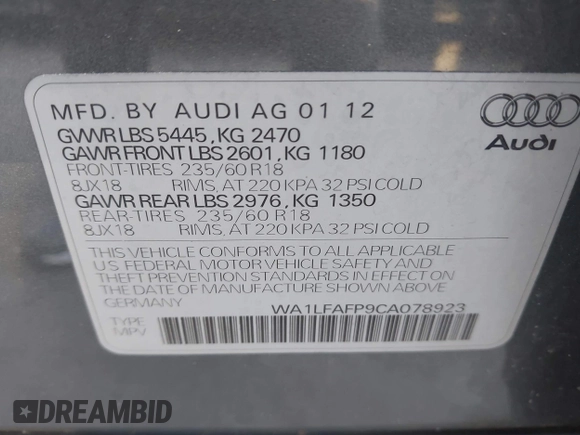 MFD. BY AUDI AG 01 12
GVWR LBS 5445, KG 2470
GAWR FRONT LBS 2601, KG 1180
FRONT-TIRES 235/60 R18
8JX18 RIMS, AT 220 KPA 32 PSI COLD
GAWR REAR LBS 2976, KG 1350
REAR-TIRES 235/60 R18
8JX18 RIMS, AT 220 KPA 32 PSI COLD
THIS VEHICLE CONFORMS TO ALL APPLICABLE
U.S. FEDERAL MOTOR VEHICLE SAFETY AND
THEFT PREVENTION STANDARDS IN EFFECT ON
THE DATE OF MANUFACTURE SHOWN ABOVE.
GERMANY WA1LFAFP9CA078923
TYPE
MPV
Audi
DREAMBID